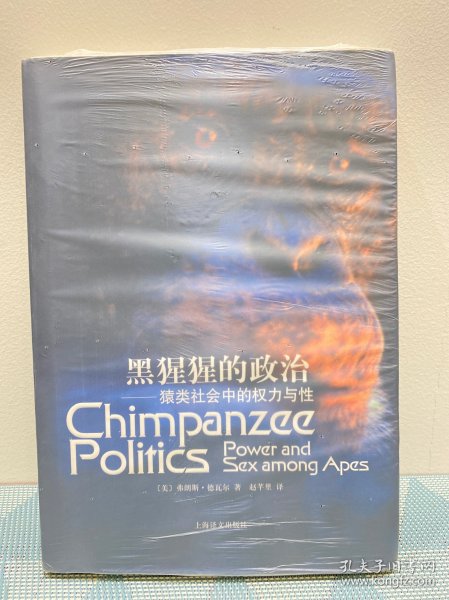 黑猩猩的政治
——猿类社会中的权力与性
Chimpanzee
Politics
Power and
Sex among Apes
〔美〕弗朗斯·德瓦尔 著 赵芊里 译
上海译文出版社
孔夫子旧书网